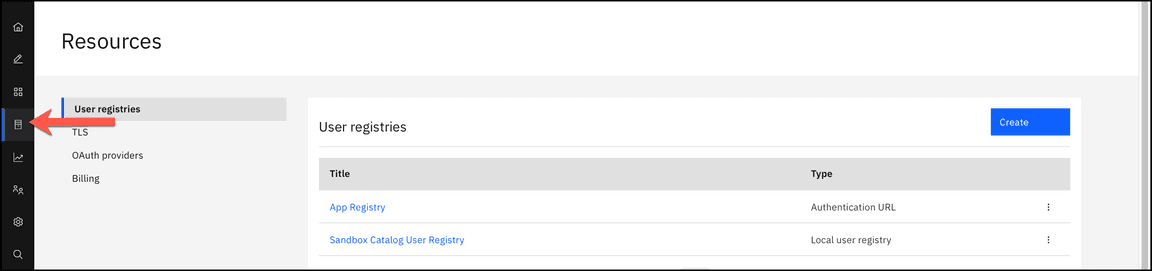 Resources
User registries
TLS
OAuth providers
Billing
User registries
Create
Title Type
App Registry Authentication URL
Sandbox Catalog User Registry Local user registry